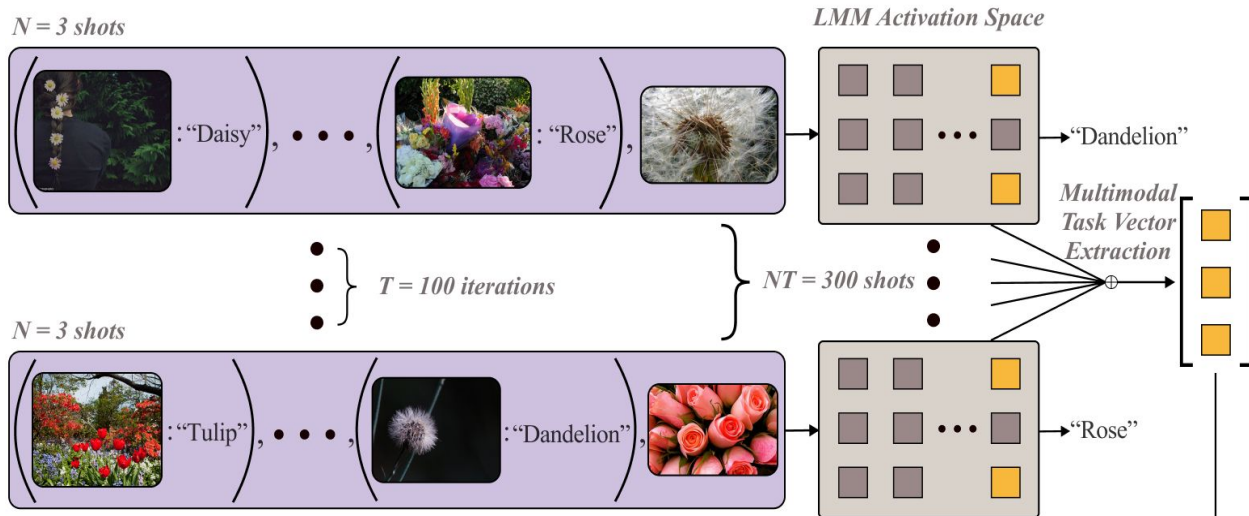 N = 3 shots
LMM Activation Space
:“Daisy”
:“Rose”
“Dandelion”
Multimodal
Task Vector
Extraction
T = 100 iterations
NT = 300 shots
N = 3 shots
:“Tulip”
:“Dandelion”
“Rose”